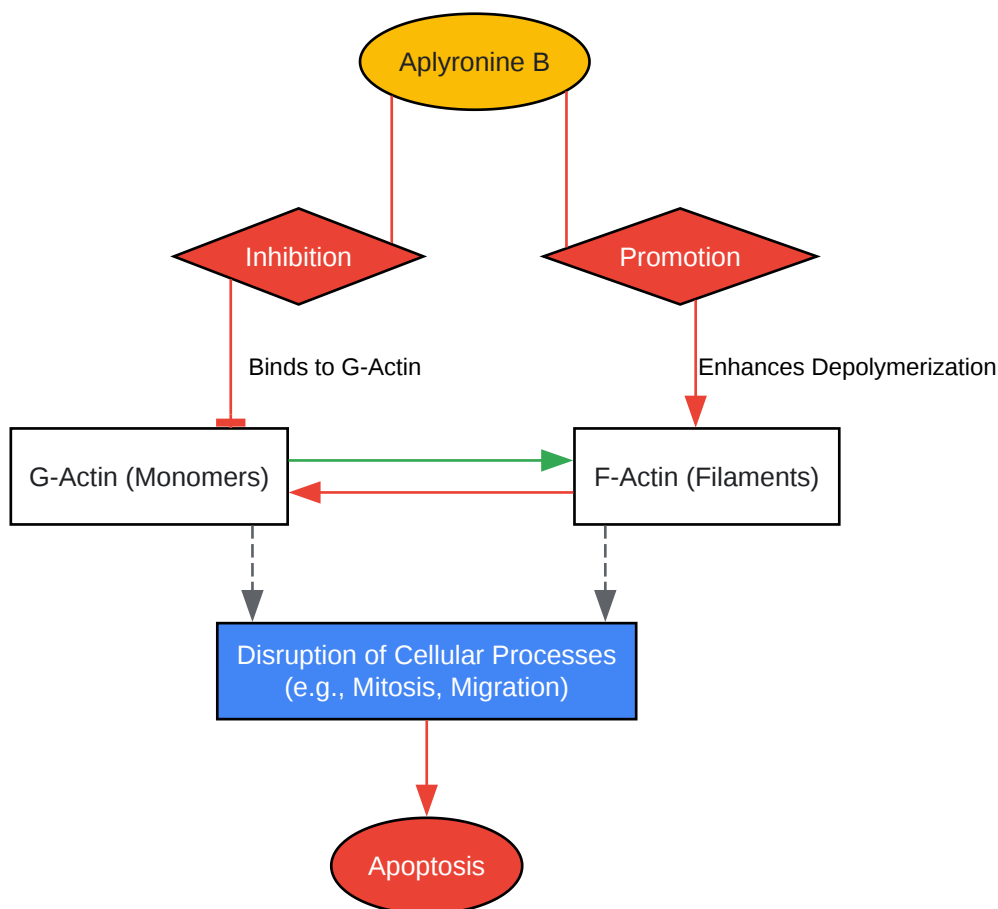 Aplyronine B
Inhibition
Promotion
Binds to G-Actin
Enhances Depolymerization
G-Actin (Monomers)
F-Actin (Filaments)
Disruption of Cellular Processes
(e.g., Mitosis, Migration)
Apoptosis